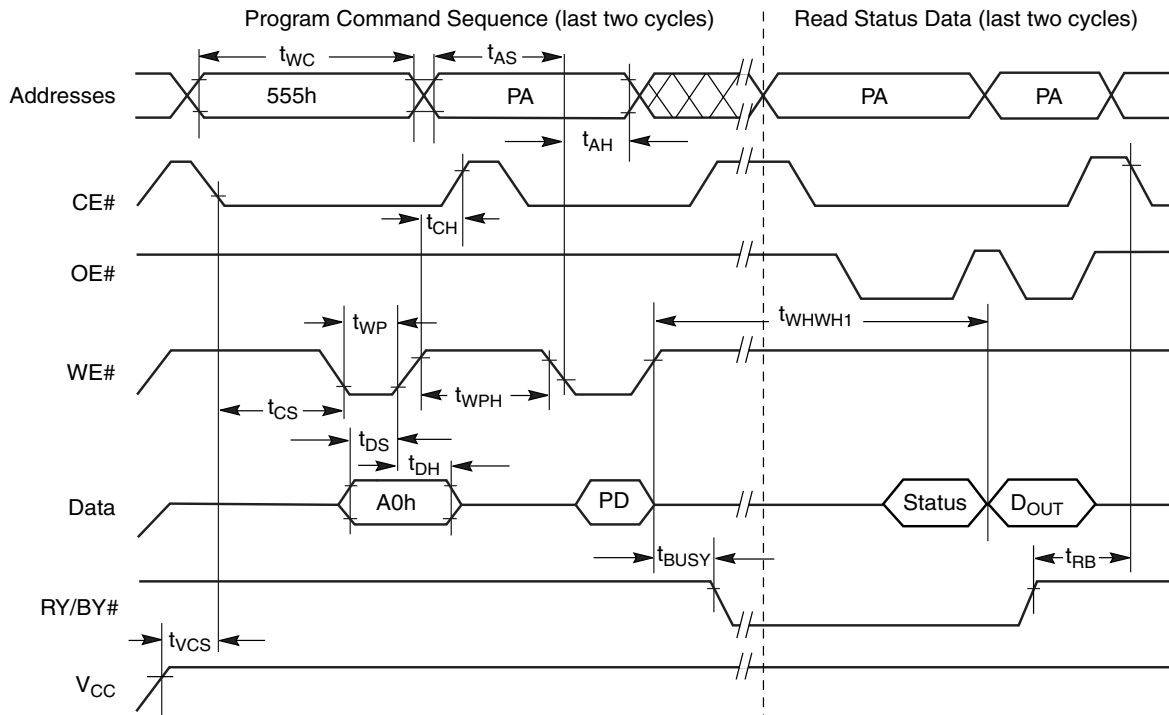 Program Command Sequence (last two cycles)
Read Status Data (last two cycles)
tWC
tAS
Addresses
555h
PA
PA
PA
tAH
CE#
tCH
OE#
tWP
tWHWH1
WE#
tCS
tWPH
tDS
tDH
Data
A0h
PD
Status
DOUT
tBUSY
tRB
RY/BY#
tVCS
VCC